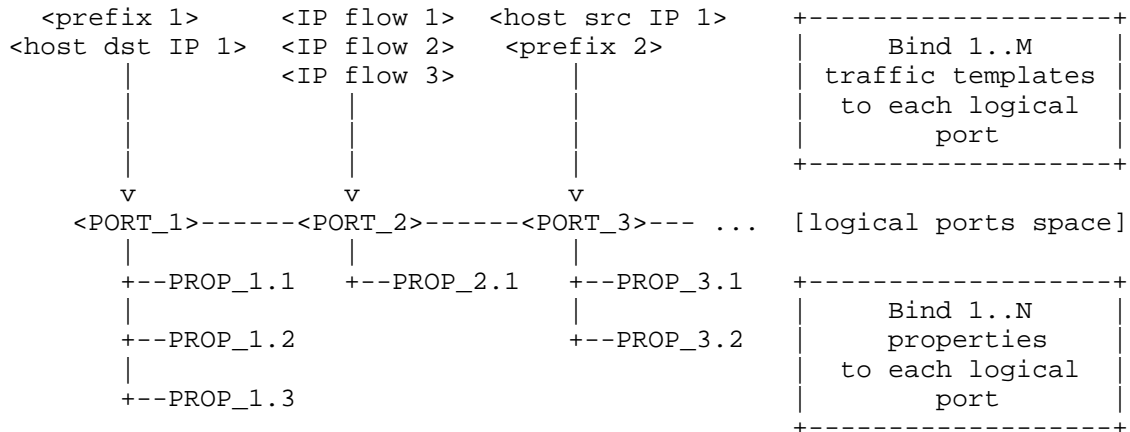 <prefix 1>       <IP flow 1>  <host src IP 1>     +-------------------+
<host dst IP 1>  <IP flow 2>   <prefix 2>         |      Bind 1..M    |
       |         <IP flow 3>       |              | traffic templates |
       |              |            |              |  to each logical  |
       |              |            |              |        port       |
       |              |            |              +-------------------+
       v              v            v
    <PORT_1>------<PORT_2>------<PORT_3>--- ...  [logical ports space]
       |             |             |
       +--PROP_1.1   +--PROP_2.1   +--PROP_3.1   +-------------------+
       |                           |             |      Bind 1..N    |
       +--PROP_1.2                 +--PROP_3.2   |     properties    |
       |                                         |  to each logical  |
       +--PROP_1.3                               |        port       |
                                                 +-------------------+